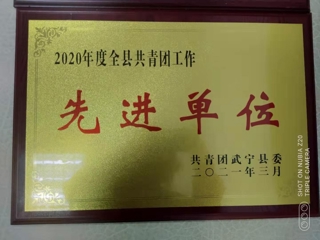 2020年度全县共青团工作
先进单位
共青团武宁县委
二〇二一年三月
SHOT ON NUBIA Z20
TRIPLE CAMERA